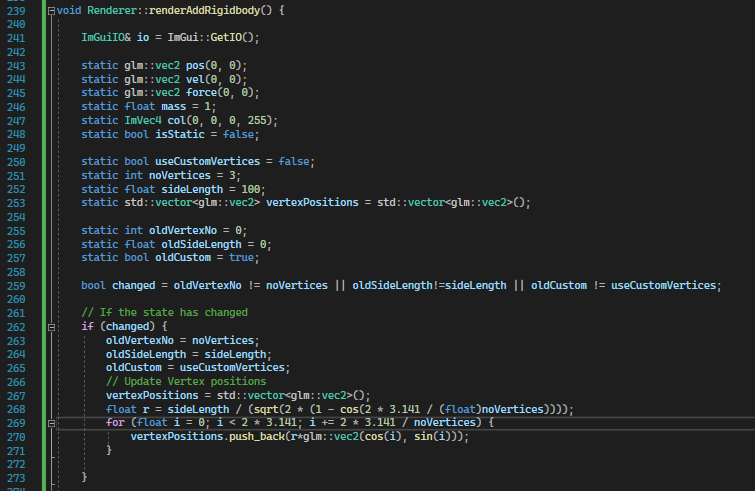 239 void Renderer::renderAddRigidbody() {
240
241 ImGuiIO& io = ImGui::GetIO();
242
243 static glm::vec2 pos(0, 0);
244 static glm::vec2 vel(0, 0);
245 static glm::vec2 force(0, 0);
246 static float mass = 1;
247 static ImVec4 col(0, 0, 0, 255);
248 static bool isStatic = false;
249
250 static bool useCustomVertices = false;
251 static int noVertices = 3;
252 static float sideLength = 100;
253 static std::vector<glm::vec2> vertexPositions = std::vector<glm::vec2>();
254
255 static int oldVertexNo = 0;
256 static float oldSideLength = 0;
257 static bool oldCustom = true;
258
259 bool changed = oldVertexNo != noVertices || oldSideLength!=sideLength || oldCustom != useCustomVertices;
260
261 // If the state has changed
262 if (changed) {
263 oldVertexNo = noVertices;
264 oldSideLength = sideLength;
265 oldCustom = useCustomVertices;
266 // Update Vertex positions
267 vertexPositions = std::vector<glm::vec2>();
268 float r = sideLength / (sqrt(2 * (1 - cos(2 * 3.141 / (float)noVertices))));
269 for (float i = 0; i < 2 * 3.141; i += 2 * 3.141 / noVertices) {
270 vertexPositions.push_back(r*glm::vec2(cos(i), sin(i)));
271 }
272
273 }